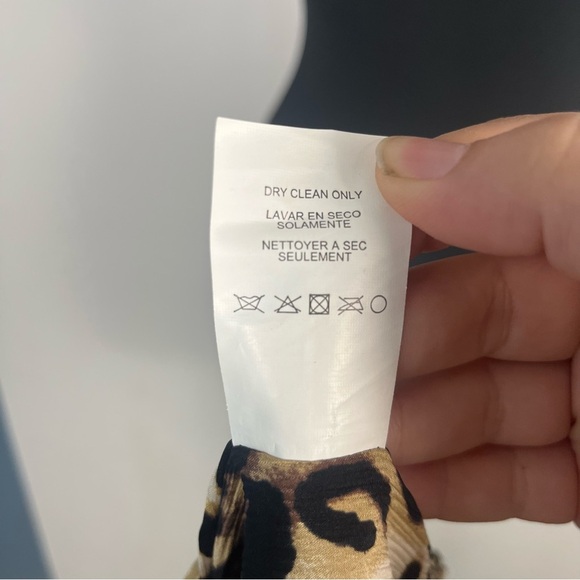 DRY CLEAN ONLY
LAVAR EN SECO
SOLAMENTE
NETTOYER A SEC
SEULEMENT